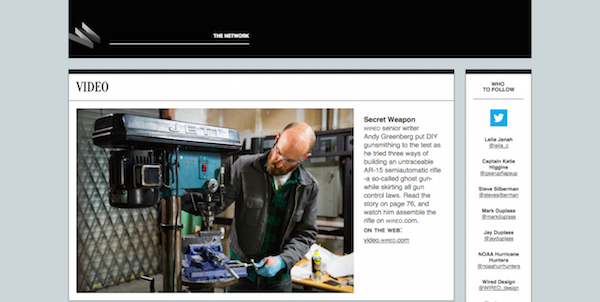 THE NETWORK
VIDEO
JET
Secret Weapon
WIRED senior writer
Andy Greenberg put DIY
gunsmithing to the test as
he tried three ways of
building an untraceable
AR-15 semiautomatic rifle
-a so-called ghost gun-
while skirting all gun
control laws. Read the
story on page 76, and
watch him assemble the
rifle on WIRED.com.
ON THE WEB:
video.wired.com
WHO
TO FOLLOW
Leila Janah
@leila_c
Captain Katie
Higgins
Steve Silberman
@stevesilberman
Mark Duplass
@markduplass
Jay Duplass
@jayduplass
NOAA Hurricane
Hunters
@noaahurrhunters
Wired Design
@WIRED_design